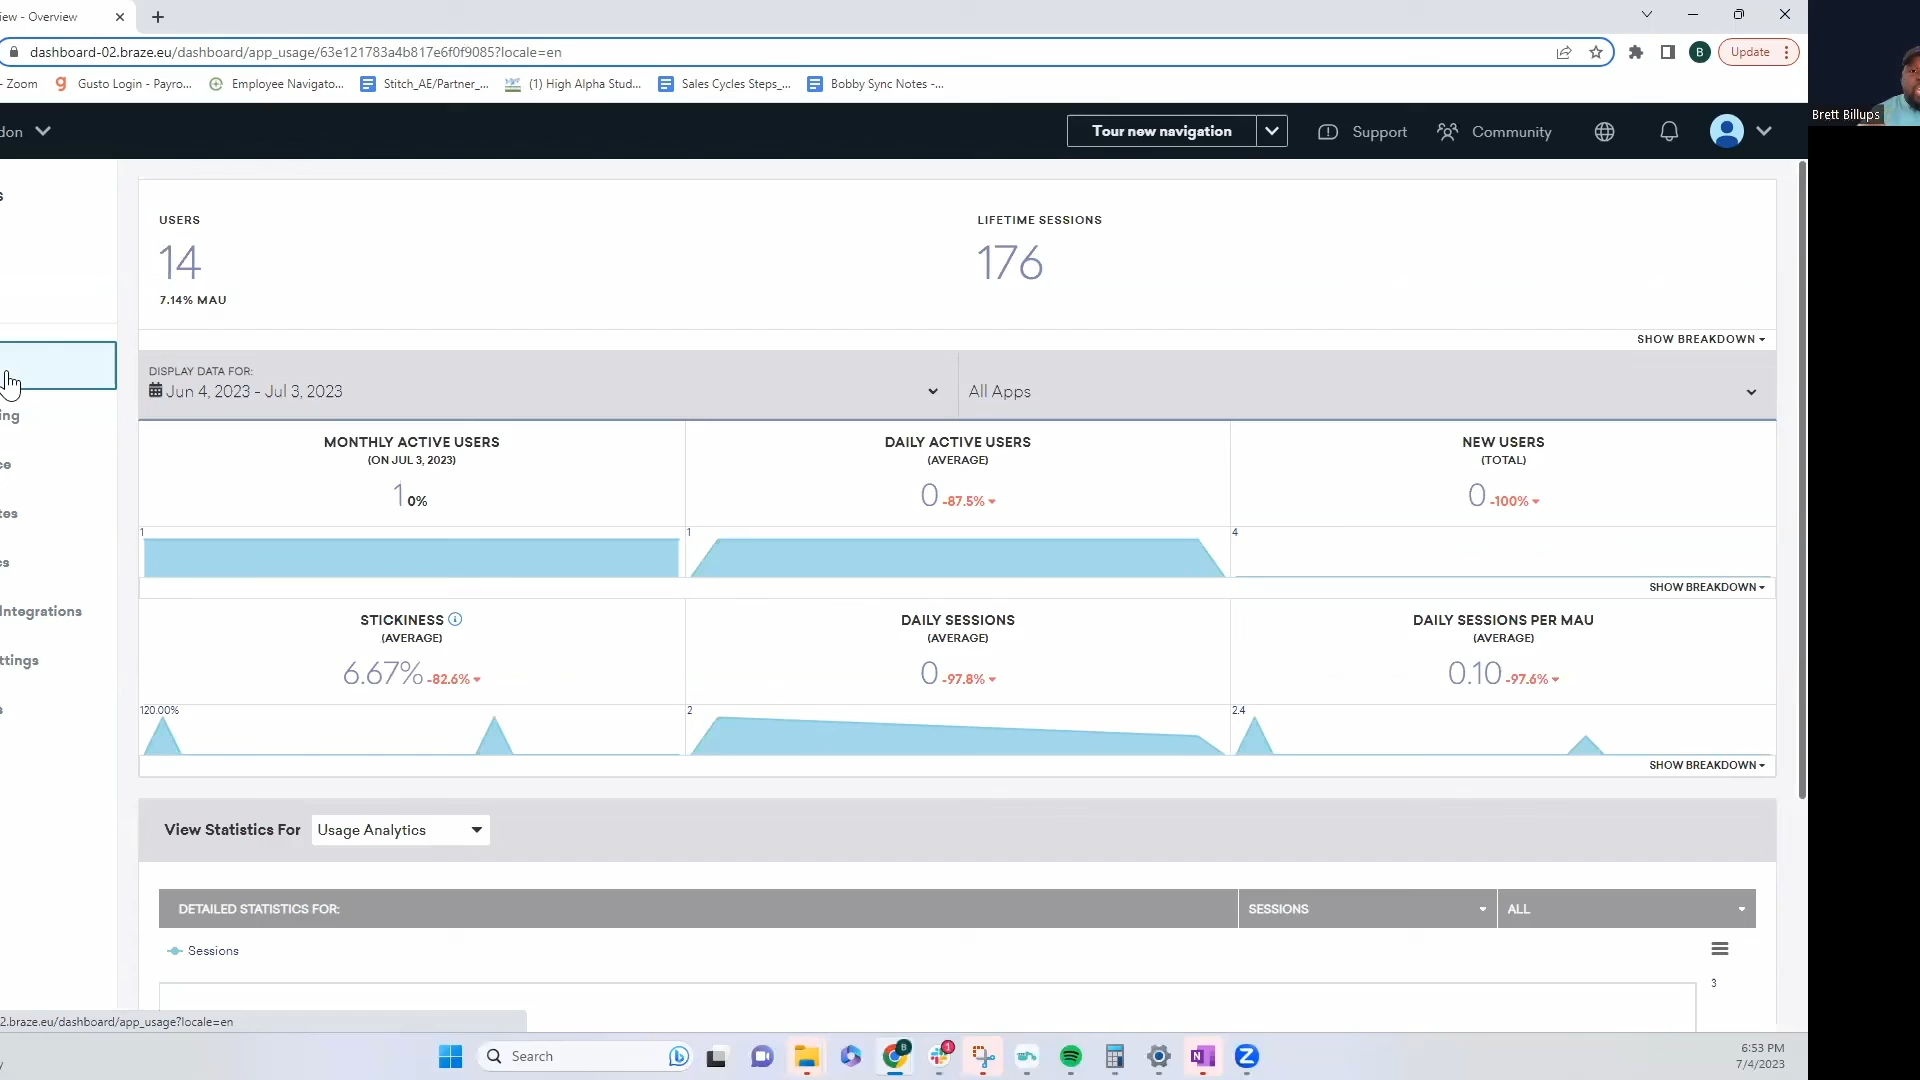 iew - Overview
dashboard-02.braze.eu/dashboard/app_usage/63e121783a4b817e6f0f9085?locale=en
B
Update
- Zoom
Gusto Login - Payro...
Employee Navigato...
Stitch_AE/Partner_...
(1) High Alpha Stud...
Sales Cycles Steps_...
Bobby Sync Notes -...
Brett Billups
don
Tour new navigation
Support
Community
s
ing
ce
tes
cs
Integrations
ttings
s
USERS
14
7.14% MAU
LIFETIME SESSIONS
176
SHOW BREAKDOWN
DISPLAY DATA FOR:
Jun 4, 2023 - Jul 3, 2023
All Apps
MONTHLY ACTIVE USERS
(ON JUL 3, 2023)
1 0%
1
DAILY ACTIVE USERS
(AVERAGE)
0 -87.5%
1
NEW USERS
(TOTAL)
0 -100%
4
SHOW BREAKDOWN
STICKINESS
(AVERAGE)
6.67% -82.6%
120.00%
DAILY SESSIONS
(AVERAGE)
0 -97.8%
2
DAILY SESSIONS PER MAU
(AVERAGE)
0.10 -97.6%
2.4
SHOW BREAKDOWN
View Statistics For
Usage Analytics
DETAILED STATISTICS FOR:
SESSIONS
ALL
Sessions
3
2.braze.eu/dashboard/app_usage?locale=en
Search
B
1
6:53 PM
7/4/2023